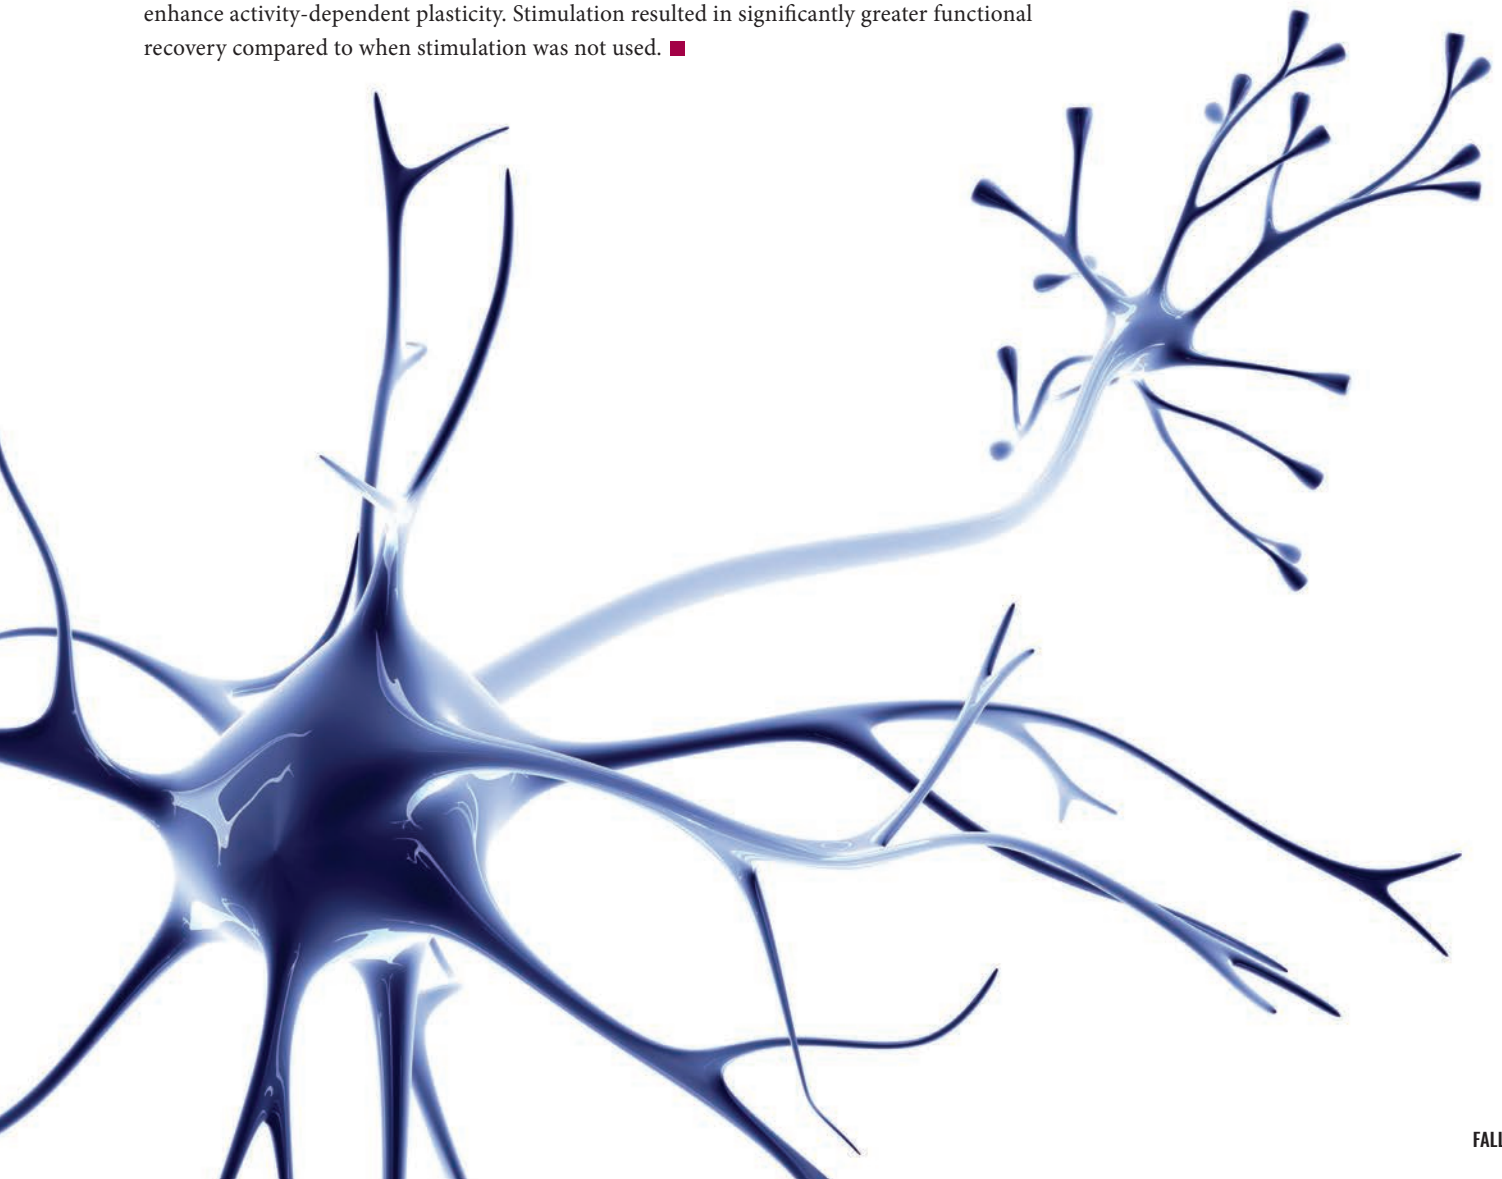 enhance activity-dependent plasticity. Stimulation resulted in significantly greater functional
recovery compared to when stimulation was not used.
FALL